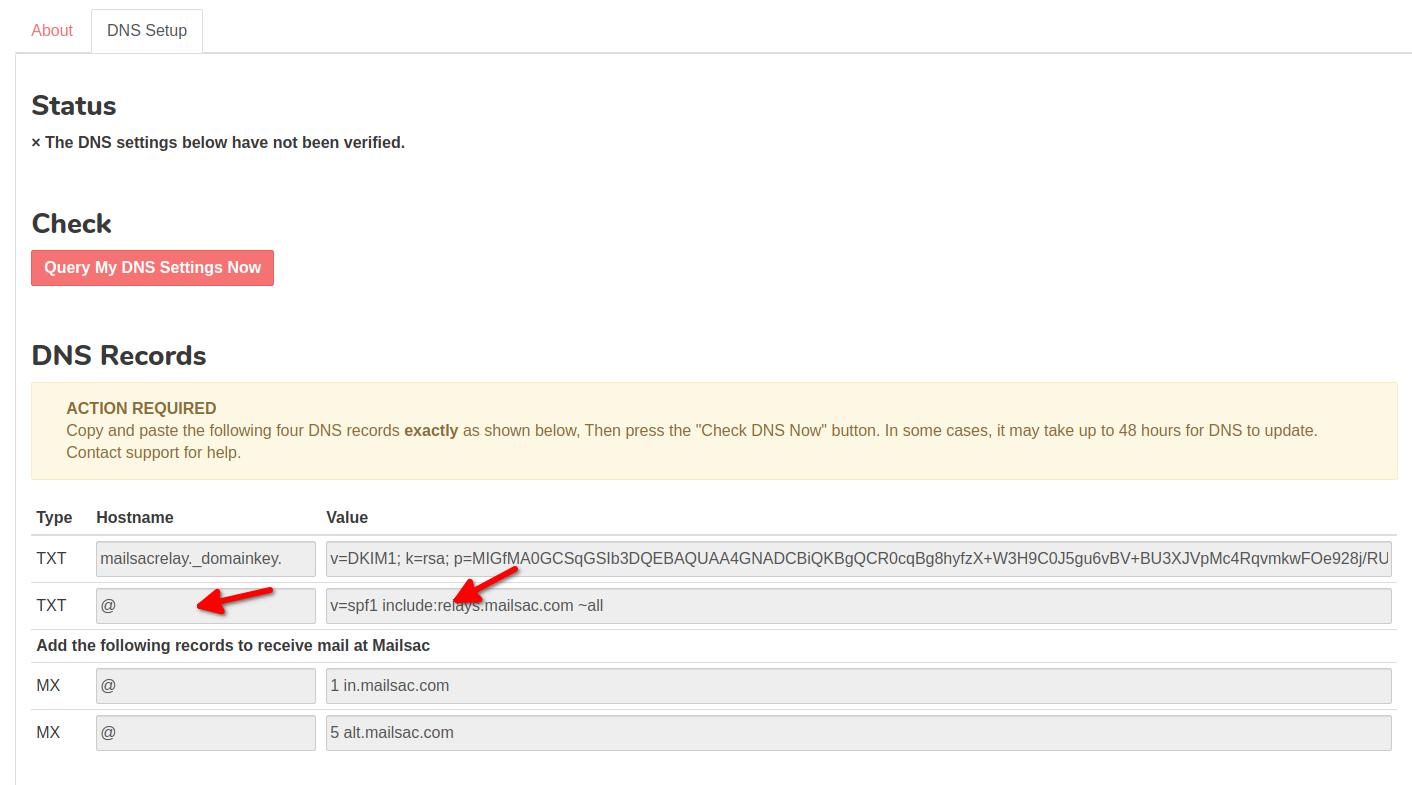 About DNS Setup
Status
× The DNS settings below have not been verified.
Check
Query My DNS Settings Now
DNS Records
ACTION REQUIRED
Copy and paste the following four DNS records exactly as shown below, Then press the "Check DNS Now" button. In some cases, it may take up to 48 hours for DNS to update.
Contact support for help.
Type Hostname Value
TXT mailsacrelay._domainkey. v=DKIM1; k=rsa; p=MIGfMA0GCSqGSIb3DQEBAQUAA4GNADCBiQKBgQCR0cqBg8hyfzX+W3H9C0J5gu6vBV+BU3XJVpMc4RqvmkwFOe928j/RU
TXT @ v=spf1 include:relays.mailsac.com ~all
Add the following records to receive mail at Mailsac
MX @ 1 in.mailsac.com
MX @ 5 alt.mailsac.com